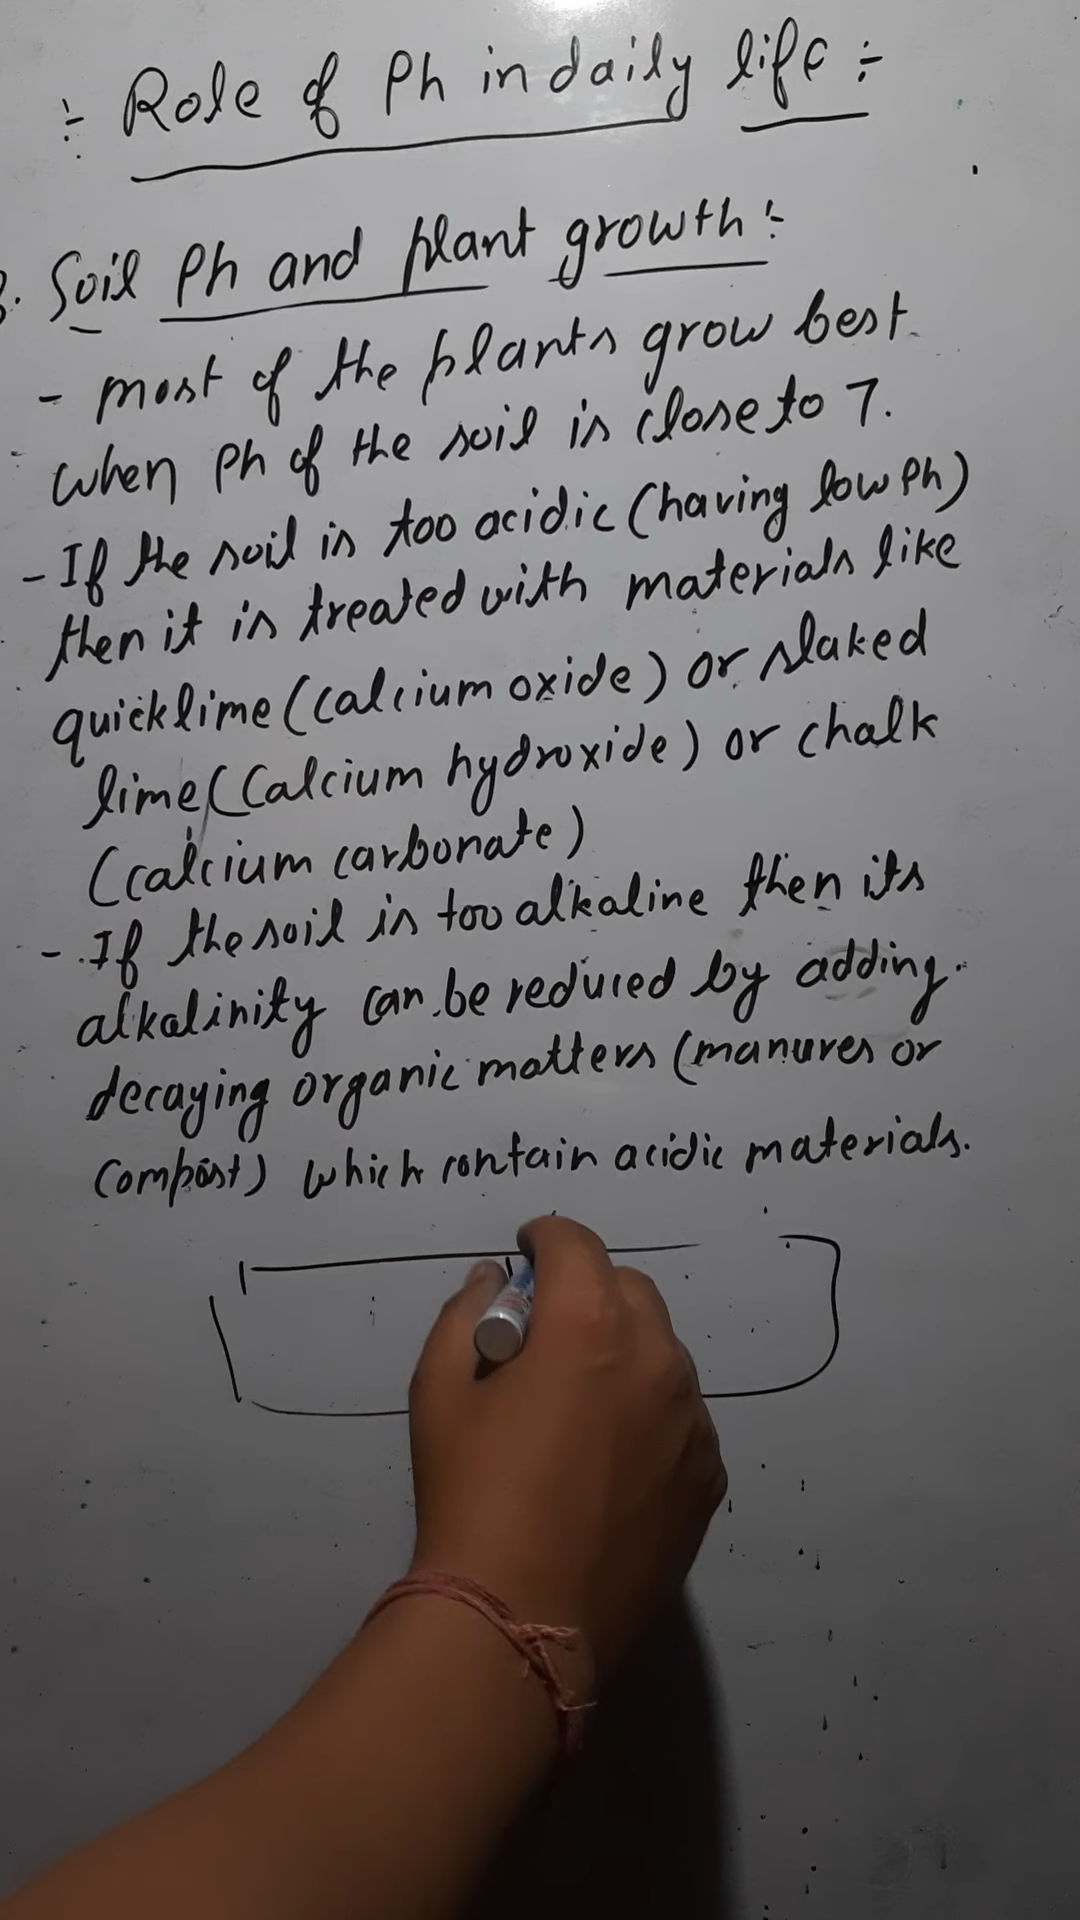 :- Role of Ph in daily life :-
3. Soil Ph and plant growth :-
- most of the plants grow best
when Ph of the soil is close to 7.
- If the soil is too acidic (having low Ph)
then it is treated with materials like
quicklime (calcium oxide) or slaked
lime (Calcium hydroxide) or chalk
(calcium carbonate)
- If the soil is too alkaline then its
alkalinity can be reduced by adding
decaying organic matters (manures or
compost) which contain acidic materials.